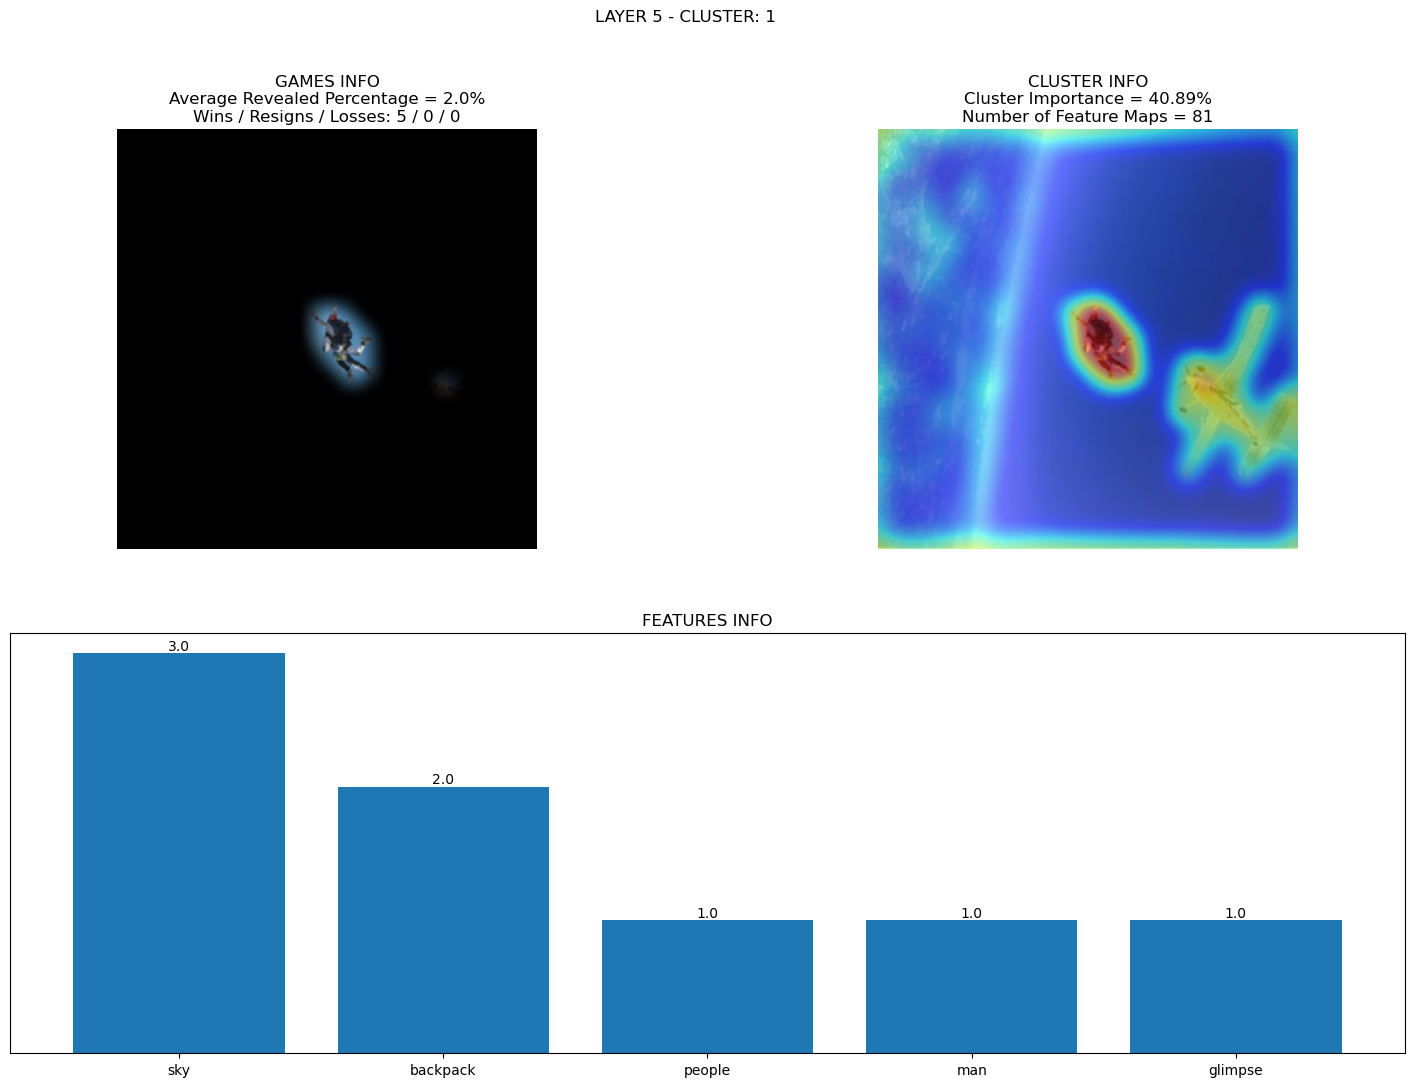 LAYER 5 - CLUSTER: 1
GAMES INFO
Average Revealed Percentage = 2.0%
Wins / Resigns / Losses: 5 / 0 / 0
CLUSTER INFO
Cluster Importance = 40.89%
Number of Feature Maps = 81
FEATURES INFO
3.0
2.0
1.0
1.0
1.0
sky
backpack
people
man
glimpse